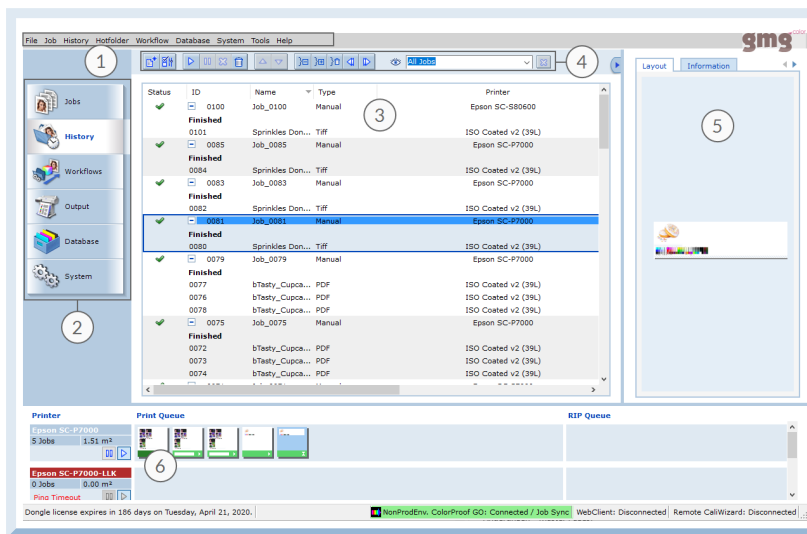 File Job History Hotfolder Workflow Database System Tools Help
gmg color
1
All Jobs
4
Layout Information
Jobs
History
Workflows
Output
Database
System
2
Status ID Name Type Printer
0100 Job_0100 Manual Epson SC-S80600
Finished
0101 Sprinkles Don... Tiff ISO Coated v2 (39L)
0085 Job_0085 Manual Epson SC-P7000
Finished
0084 Sprinkles Don... Tiff ISO Coated v2 (39L)
0083 Job_0083 Manual Epson SC-P7000
Finished
0082 Sprinkles Don... Tiff ISO Coated v2 (39L)
0081 Job_0081 Manual Epson SC-P7000
Finished
0080 Sprinkles Don... Tiff ISO Coated v2 (39L)
0079 Job_0079 Manual Epson SC-P7000
Finished
0077 bTasty_Cupca... PDF ISO Coated v2 (39L)
0076 bTasty_Cupca... PDF ISO Coated v2 (39L)
0078 bTasty_Cupca... PDF ISO Coated v2 (39L)
0075 Job_0075 Manual Epson SC-P7000
Finished
0072 bTasty_Cupca... PDF ISO Coated v2 (39L)
0073 bTasty_Cupca... PDF ISO Coated v2 (39L)
0074 bTasty_Cupca... PDF ISO Coated v2 (39L)
3
5
Printer Print Queue RIP Queue
Epson SC-P7000
5 Jobs 1.51 m²
6
Epson SC-P7000-LLK
0 Jobs 0.00 m²
Ping Timeout
Dongle license expires in 186 days on Tuesday, April 21, 2020. NonProdEnv. ColorProof GO: Connected / Job Sync WebClient: Disconnected Remote CaliWizard: Disconnected